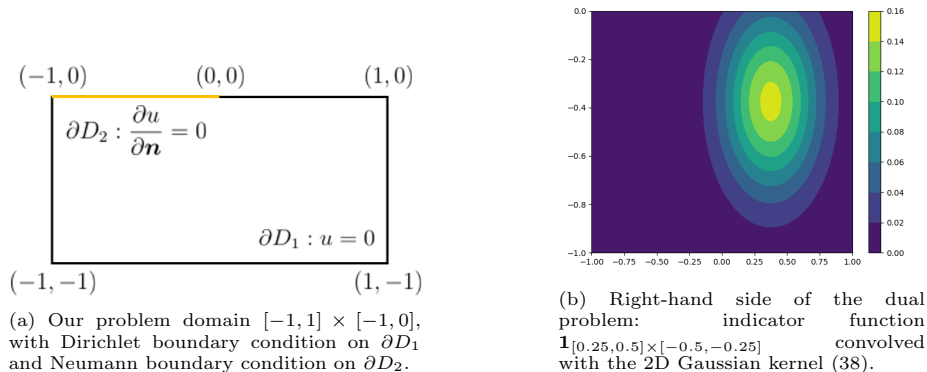 (−1, 0) (0, 0) (1, 0)
∂D₂ : ∂u/∂n = 0
∂D₁ : u = 0
(−1, −1) (1, −1)
(a) Our problem domain [−1, 1] × [−1, 0],
with Dirichlet boundary condition on ∂D₁
and Neumann boundary condition on ∂D₂.
0.0
−0.2
−0.4
−0.6
−0.8
−1.0
−1.00 −0.75 −0.50 −0.25 0.00 0.25 0.50 0.75 1.00
0.16
0.14
0.12
0.10
0.08
0.06
0.04
0.02
0.00
(b) Right-hand side of the dual
problem: indicator function
𝟏[0.25,0.5]×[−0.5,−0.25] convolved
with the 2D Gaussian kernel (38).